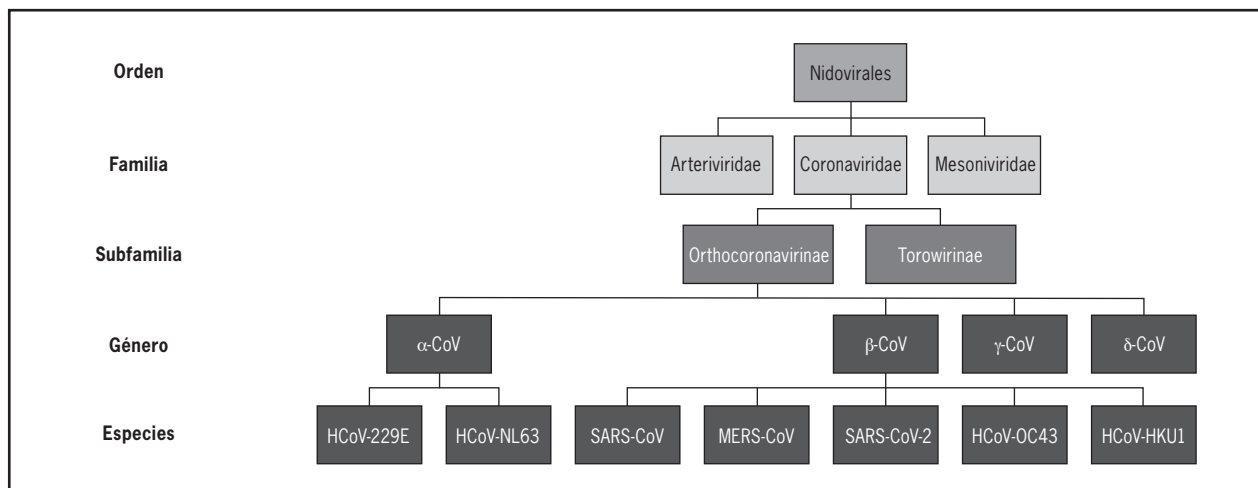 Orden
Nidovirales
Familia
Arteriviridae
Coronaviridae
Mesoniviridae
Subfamilia
Orthocoronavirinae
Torowirinae
Género
α-CoV
β-CoV
γ-CoV
δ-CoV
Especies
HCoV-229E
HCoV-NL63
SARS-CoV
MERS-CoV
SARS-CoV-2
HCoV-OC43
HCoV-HKU1